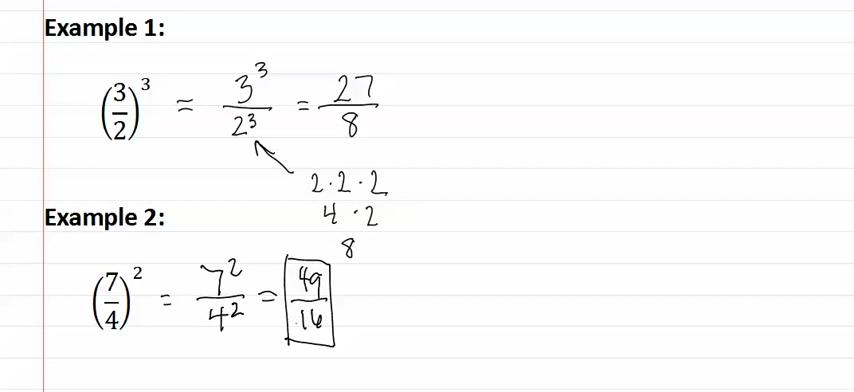 Example 1:
(3/2)^3 = 3^3/2^3 = 27/8
2·2·2
4·2
8
Example 2:
(7/4)^2 = 7^2/4^2 = 49/16